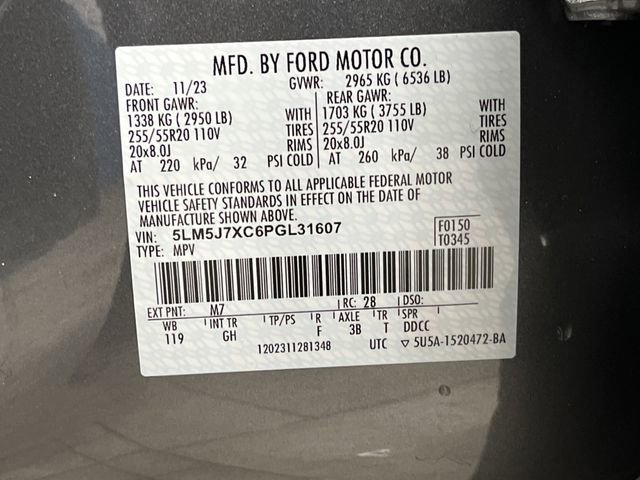 MFD. BY FORD MOTOR CO.
DATE: 11/23 GVWR: 2965 KG ( 6536 LB)
FRONT GAWR: REAR GAWR:
1338 KG ( 2950 LB) WITH 1703 KG ( 3755 LB) WITH
255/55R20 110V TIRES 255/55R20 110V TIRES
20x8.0J RIMS 20x8.0J RIMS
AT 220 kPa/ 32 PSI COLD AT 260 kPa/ 38 PSI COLD
THIS VEHICLE CONFORMS TO ALL APPLICABLE FEDERAL MOTOR
VEHICLE SAFETY STANDARDS IN EFFECT ON THE DATE OF
MANUFACTURE SHOWN ABOVE.
VIN: 5LM5J7XC6PGL31607 F0150
TYPE: MPV T0345
EXT PNT: M7 RC: 28 DSO:
WB INT TR TP/PS R AXLE TR SPR
119 GH F 3B T DDCC
1202311281348 UTC ▽ 5U5A-1520472-BA